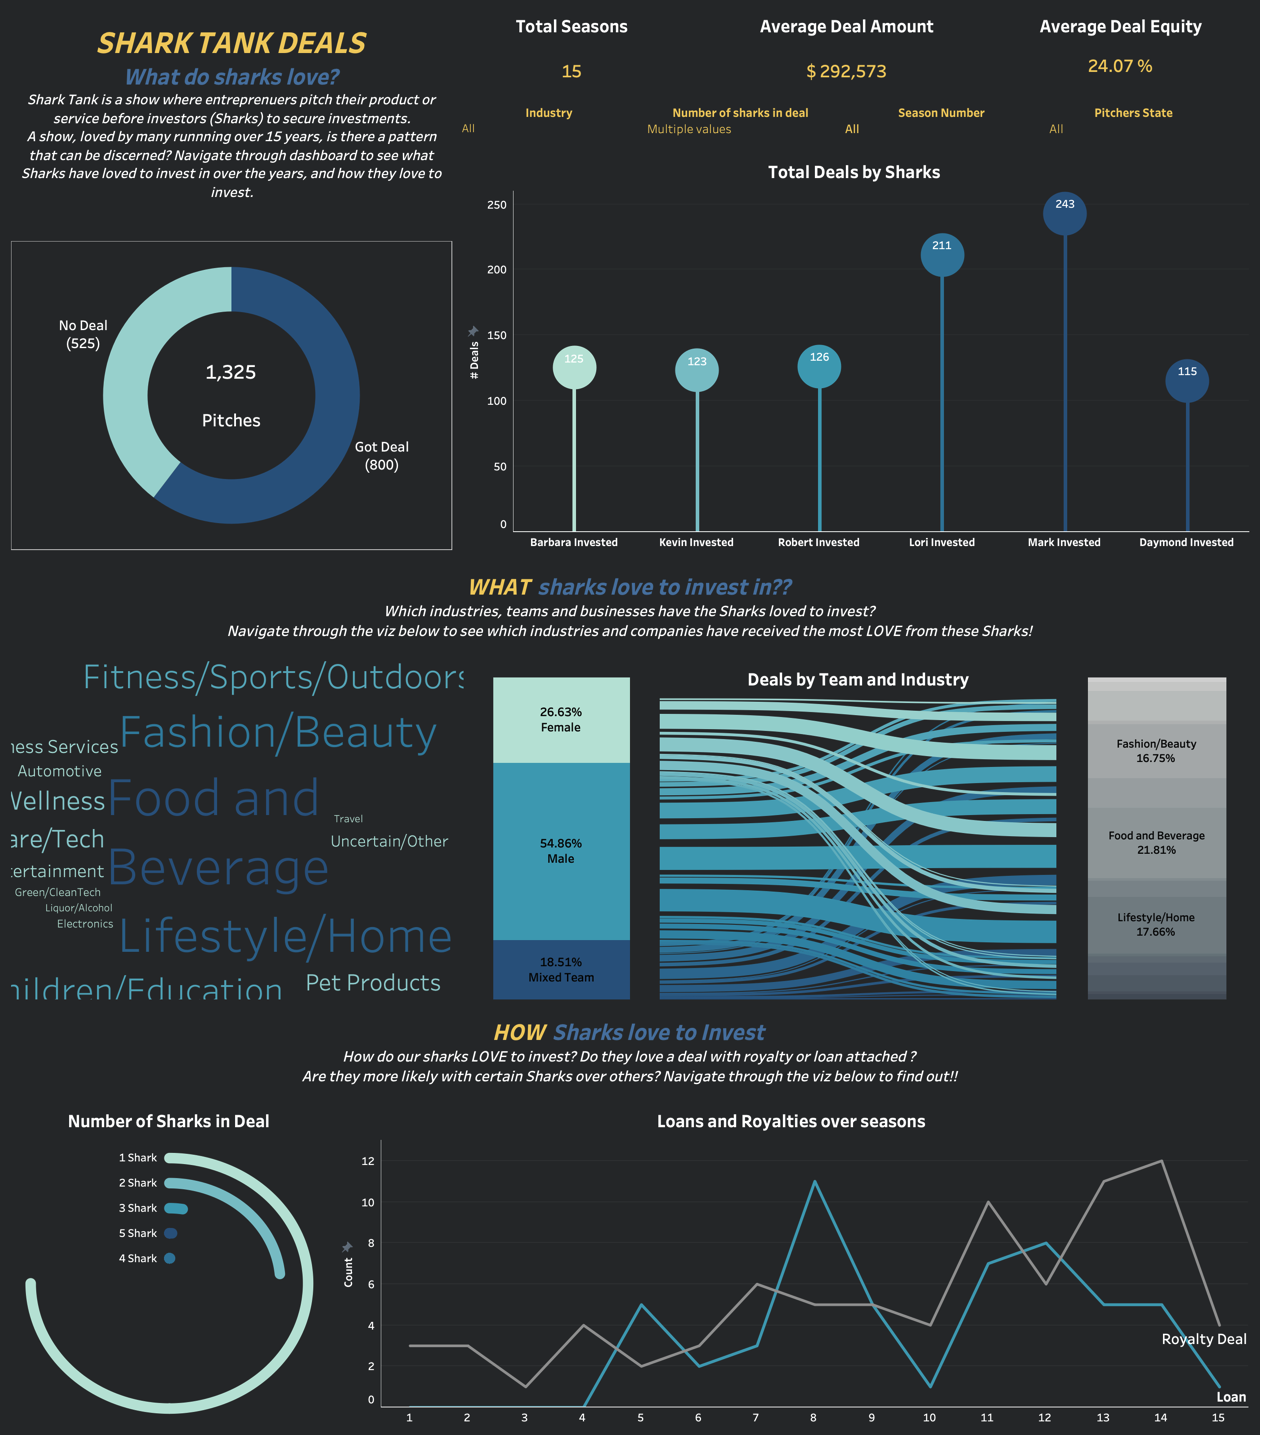 SHARK TANK DEALS
What do sharks love?
Shark Tank is a show where entreprenuers pitch their product or
service before investors (Sharks) to secure investments.
A show, loved by many runnning over 15 years, is there a pattern
that can be discerned? Navigate through dashboard to see what
Sharks have loved to invest in over the years, and how they love to
invest.
Total Seasons
15
Average Deal Amount
$ 292,573
Average Deal Equity
24.07 %
Industry
All
Number of sharks in deal
Multiple values
Season Number
All
Pitchers State
All
No Deal
(525)
1,325
Pitches
Got Deal
(800)
Total Deals by Sharks
# Deals
250
200
150
100
50
0
125
123
126
211
243
115
Barbara Invested
Kevin Invested
Robert Invested
Lori Invested
Mark Invested
Daymond Invested
WHAT sharks love to invest in??
Which industries, teams and businesses have the Sharks loved to invest?
Navigate through the viz below to see which industries and companies have received the most LOVE from these Sharks!
Fitness/Sports/Outdoors
Fashion/Beauty
ness Services
Automotive
Wellness
Food and
Beverage
Travel
are/Tech
Uncertain/Other
tertainment
Green/CleanTech
Liquor/Alcohol
Electronics
Lifestyle/Home
hildren/Education
Pet Products
Deals by Team and Industry
26.63%
Female
54.86%
Male
18.51%
Mixed Team
Fashion/Beauty
16.75%
Food and Beverage
21.81%
Lifestyle/Home
17.66%
HOW Sharks love to Invest
How do our sharks LOVE to invest? Do they love a deal with royalty or loan attached ?
Are they more likely with certain Sharks over others? Navigate through the viz below to find out!!
Number of Sharks in Deal
1 Shark
2 Shark
3 Shark
5 Shark
4 Shark
Loans and Royalties over seasons
Count
12
10
8
6
4
2
0
Royalty Deal
Loan
1 2 3 4 5 6 7 8 9 10 11 12 13 14 15